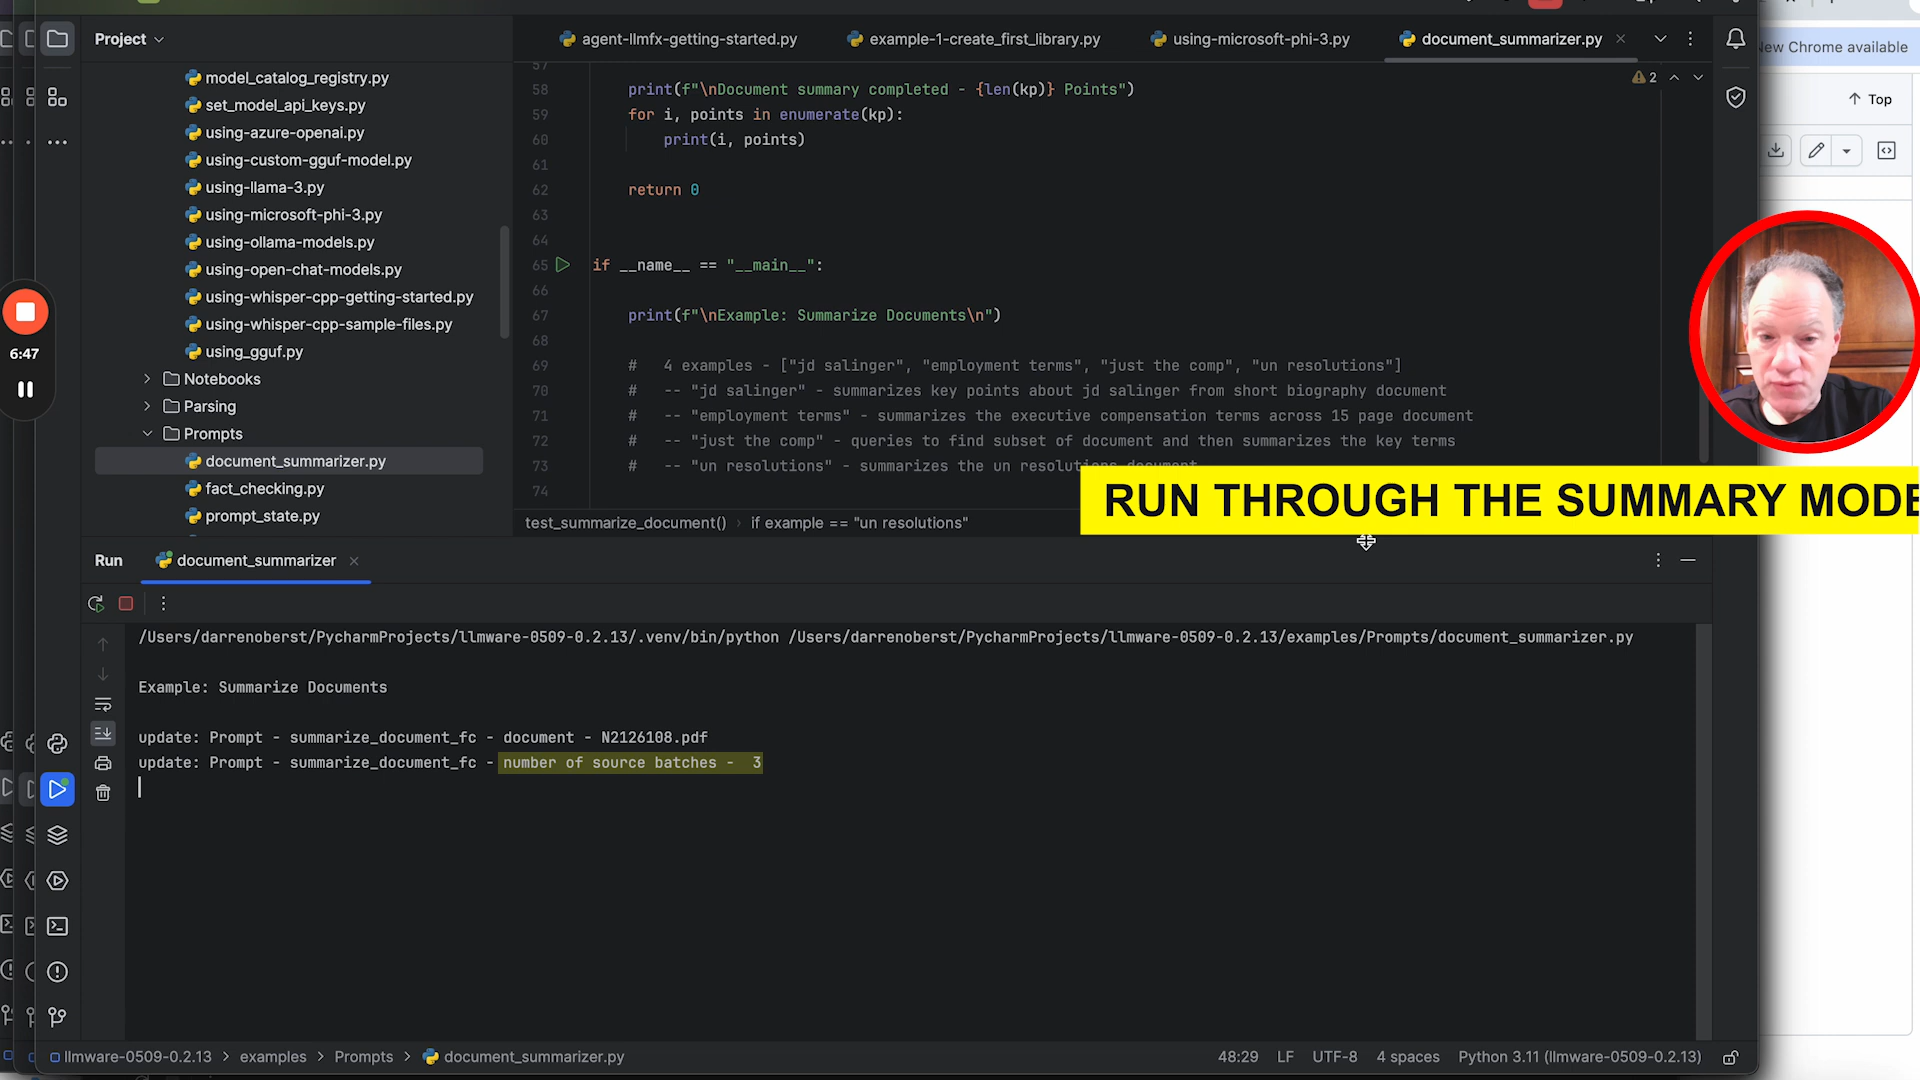 Project
agent-llmfx-getting-started.py
example-1-create_first_library.py
using-microsoft-phi-3.py
document_summarizer.py
New Chrome available
Top
model_catalog_registry.py
set_model_api_keys.py
using-azure-openai.py
using-custom-gguf-model.py
using-llama-3.py
using-microsoft-phi-3.py
using-ollama-models.py
using-open-chat-models.py
using-whisper-cpp-getting-started.py
using-whisper-cpp-sample-files.py
using_gguf.py
Notebooks
Parsing
Prompts
document_summarizer.py
fact_checking.py
prompt_state.py
6:47
2
57
58 print(f"\nDocument summary completed - {len(kp)} Points")
59 for i, points in enumerate(kp):
60 print(i, points)
61
62 return 0
63
64
65 if __name__ == "__main__":
66
67 print(f"\nExample: Summarize Documents\n")
68
69 # 4 examples - ["jd salinger", "employment terms", "just the comp", "un resolutions"]
70 # -- "jd salinger" - summarizes key points about jd salinger from short biography document
71 # -- "employment terms" - summarizes the executive compensation terms across 15 page document
72 # -- "just the comp" - queries to find subset of document and then summarizes the key terms
73 # -- "un resolutions" - summarizes the un resolutions document
74
RUN THROUGH THE SUMMARY MODE
test_summarize_document() › if example == "un resolutions"
Run
document_summarizer
/Users/darrenoberst/PycharmProjects/llmware-0509-0.2.13/.venv/bin/python /Users/darrenoberst/PycharmProjects/llmware-0509-0.2.13/examples/Prompts/document_summarizer.py
Example: Summarize Documents
update: Prompt - summarize_document_fc - document - N2126108.pdf
update: Prompt - summarize_document_fc - number of source batches - 3
llmware-0509-0.2.13 › examples › Prompts › document_summarizer.py
48:29 LF UTF-8 4 spaces Python 3.11 (llmware-0509-0.2.13)